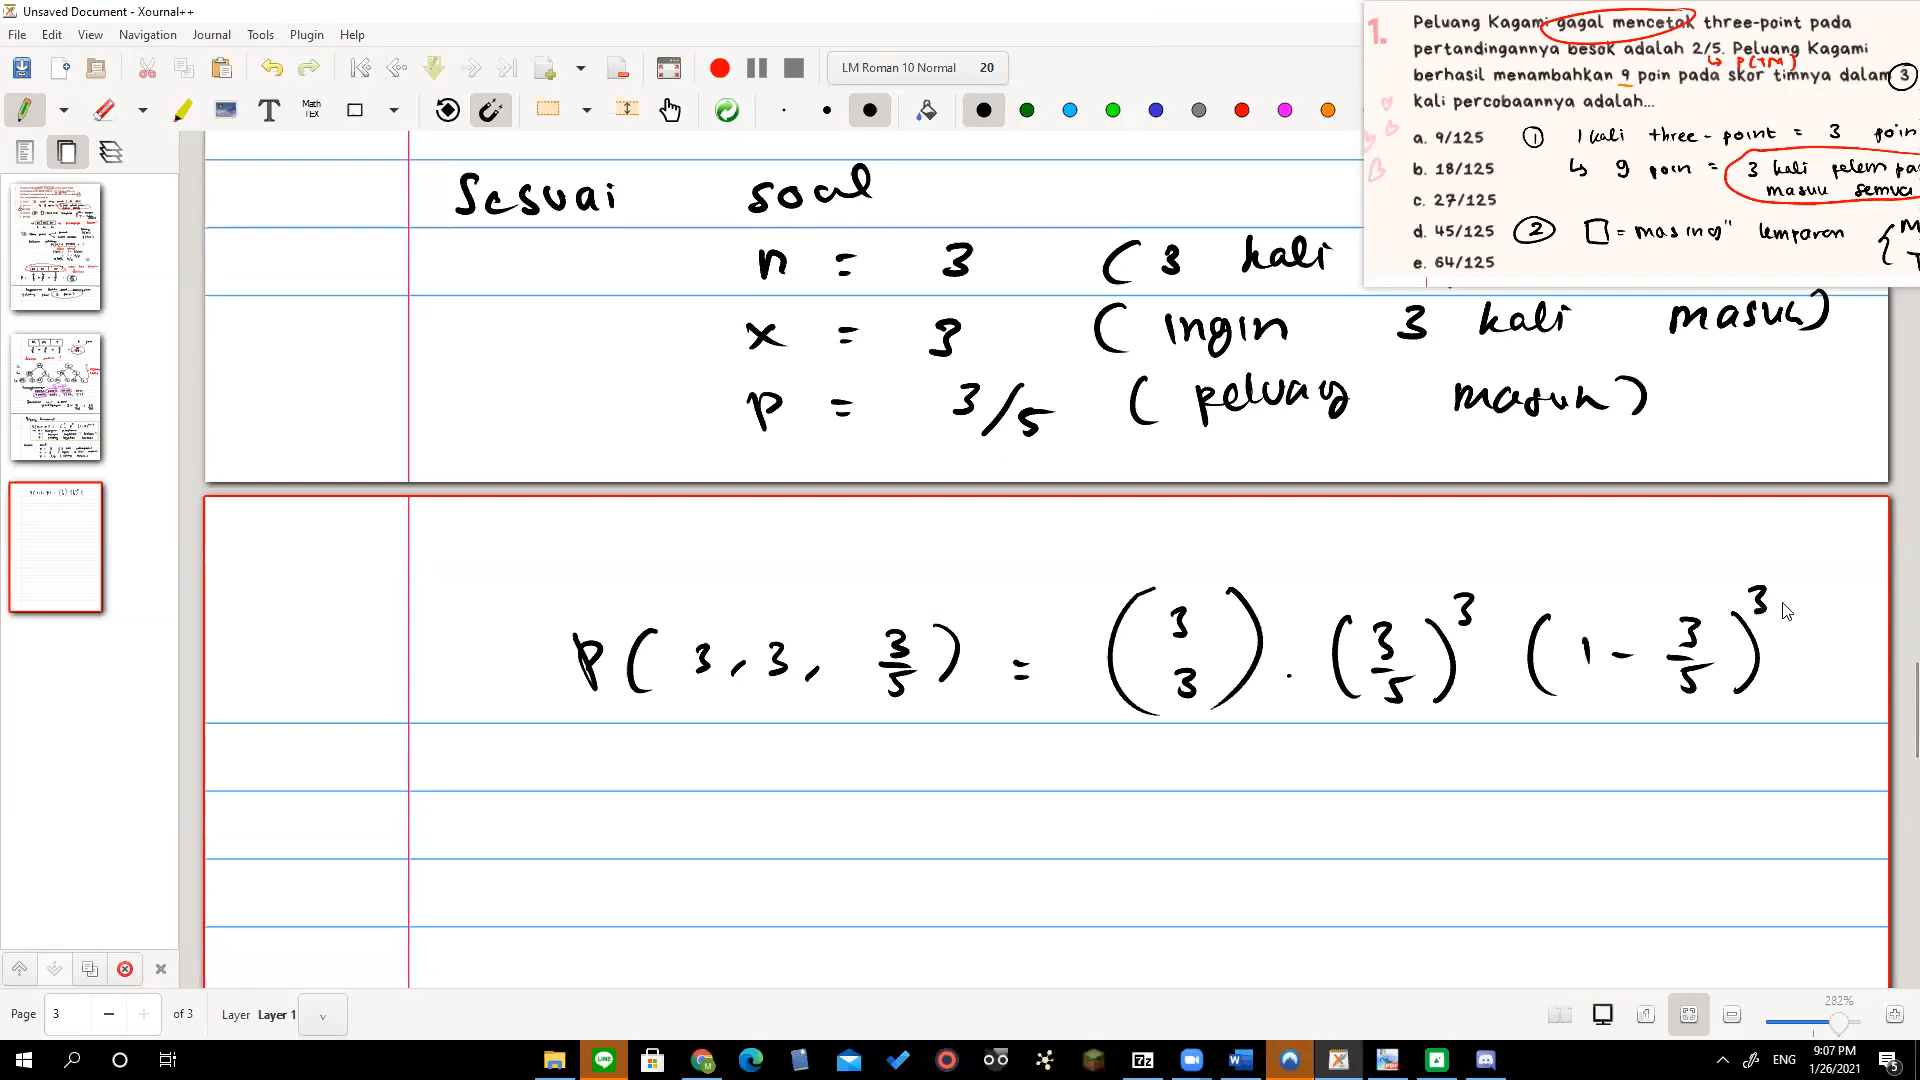 Unsaved Document - Xournal++
File Edit View Navigation Journal Tools Plugin Help
LM Roman 10 Normal 20
Math
TEX
1. Peluang Kagami gagal mencetak three-point pada
pertandingannya besok adalah 2/5. Peluang Kagami
↳ P(TM)
berhasil menambahkan 9 poin pada skor timnya dalam 3
kali percobaannya adalah...
a. 9/125
b. 18/125
c. 27/125
d. 45/125
e. 64/125
① 1 kali three-point = 3 poin
↳ 9 poin = 3 kali
masuk semua
② □ = masing" lemparan { M
T
Sesuai soal
n = 3 (3 kali
x = 3 (ingin 3 kali masuk)
p = 3/5 (peluang masuk)
P(3, 3, 3/5) = (3 3) . (3/5)^3 (1 - 3/5)^3
Page 3 of 3 Layer Layer 1
282%
ENG
9:07 PM
1/26/2021
5